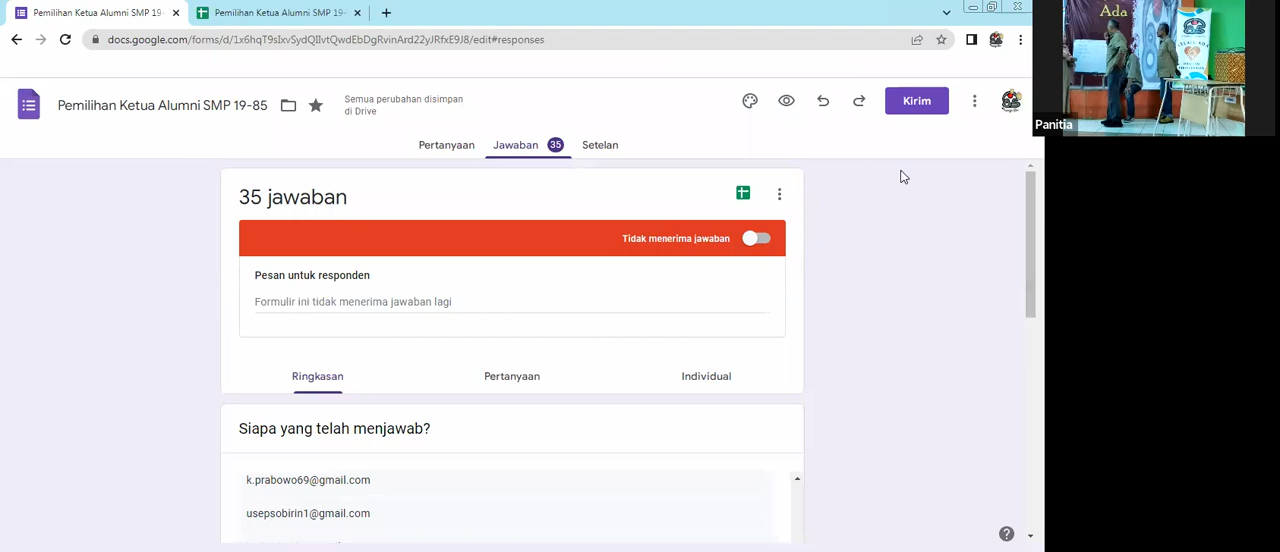 Pemilihan Ketua Alumni SMP 19-
Pemilihan Ketua Alumni SMP 19-
docs.google.com/forms/d/1x6hqT9sIxvSydQIIvtQwdEbDgRvinArd22yJRfxE9J8/edit#responses
Pemilihan Ketua Alumni SMP 19-85
Semua perubahan disimpan
di Drive
Kirim
Pertanyaan
Jawaban 35
Setelan
35 jawaban
Tidak menerima jawaban
Pesan untuk responden
Formulir ini tidak menerima jawaban lagi
Ringkasan
Pertanyaan
Individual
Siapa yang telah menjawab?
k.prabowo69@gmail.com
usepsobirin1@gmail.com
Ada
Panitia